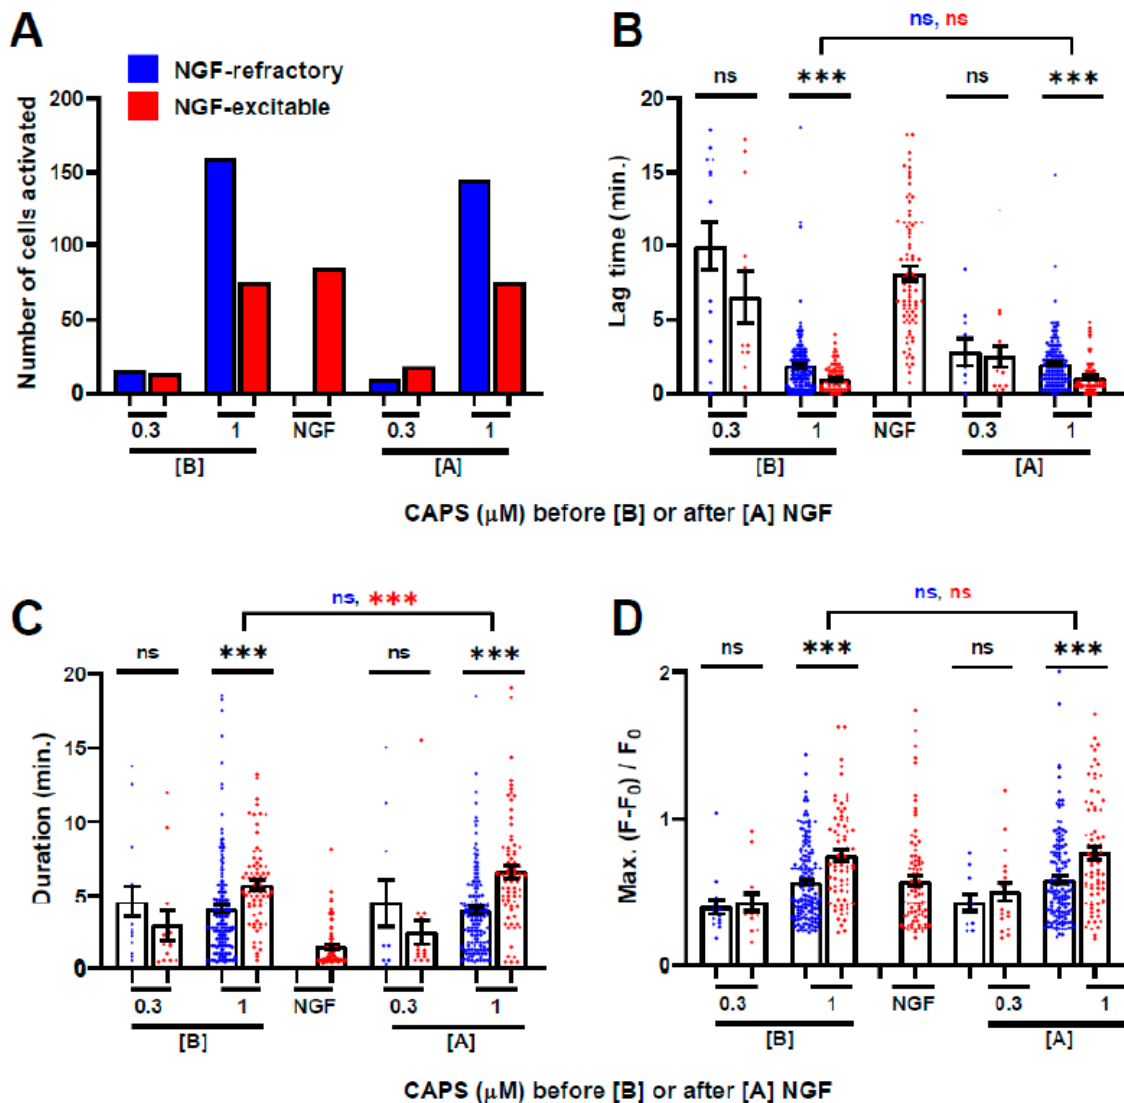 A
NGF-refractory
NGF-excitable
Number of cells activated
200
150
100
50
0
0.3 1 NGF 0.3 1
[B] [A]
B
ns, ns
ns *** ns ***
Lag time (min.)
20
15
10
5
0
0.3 1 NGF 0.3 1
[B] [A]
CAPS (μM) before [B] or after [A] NGF
C
ns, ***
ns *** ns ***
Duration (min.)
20
15
10
5
0
0.3 1 NGF 0.3 1
[B] [A]
D
ns, ns
ns *** ns ***
Max. (F-F₀) / F₀
2
1
0
0.3 1 NGF 0.3 1
[B] [A]
CAPS (μM) before [B] or after [A] NGF